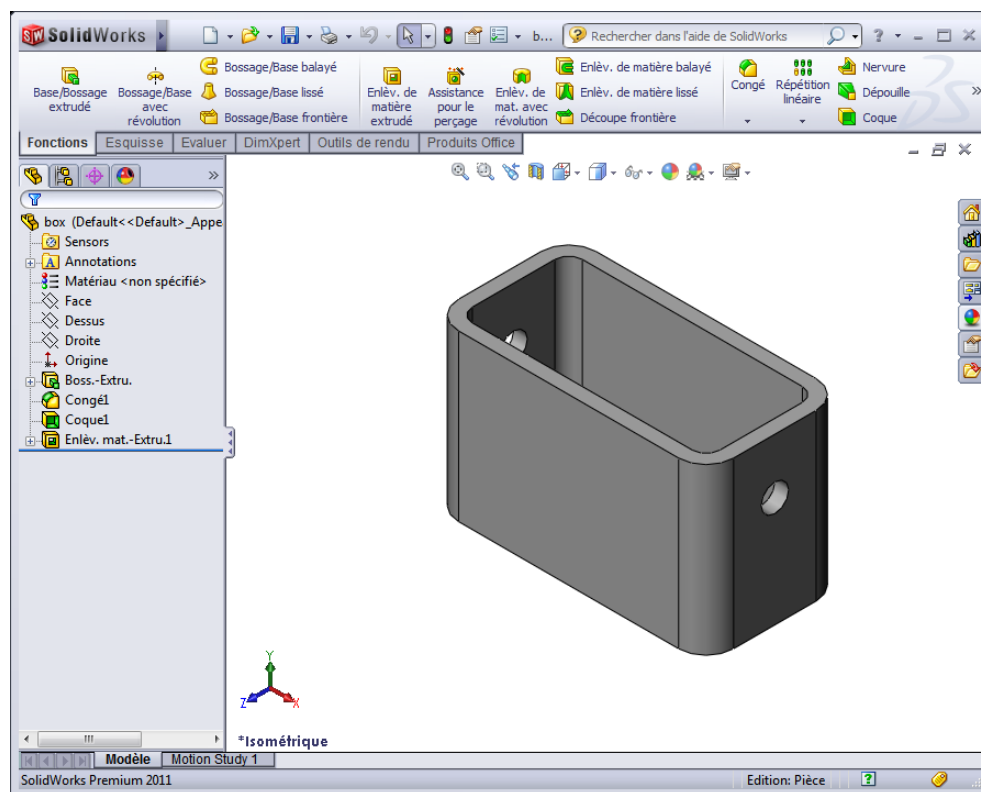 SolidWorks
b...
Rechercher dans l'aide de SolidWorks
?
Base/Bossage
extrudé
Bossage/Base
avec
révolution
Bossage/Base balayé
Bossage/Base lissé
Bossage/Base frontière
Enlèv. de
matière
extrudé
Assistance
pour le
perçage
Enlèv. de
mat. avec
révolution
Enlèv. de matière balayé
Enlèv. de matière lissé
Découpe frontière
Congé
Répétition
linéaire
Nervure
Dépouille
Coque
Fonctions Esquisse Evaluer DimXpert Outils de rendu Produits Office
box (Default<<Default>_Appe
Sensors
Annotations
Matériau <non spécifié>
Face
Dessus
Droite
Origine
Boss.-Extru.
Congé1
Coque1
Enlèv. mat.-Extru.1
Y
Z
X
*Isométrique
Modèle Motion Study 1
SolidWorks Premium 2011
Edition: Pièce
?